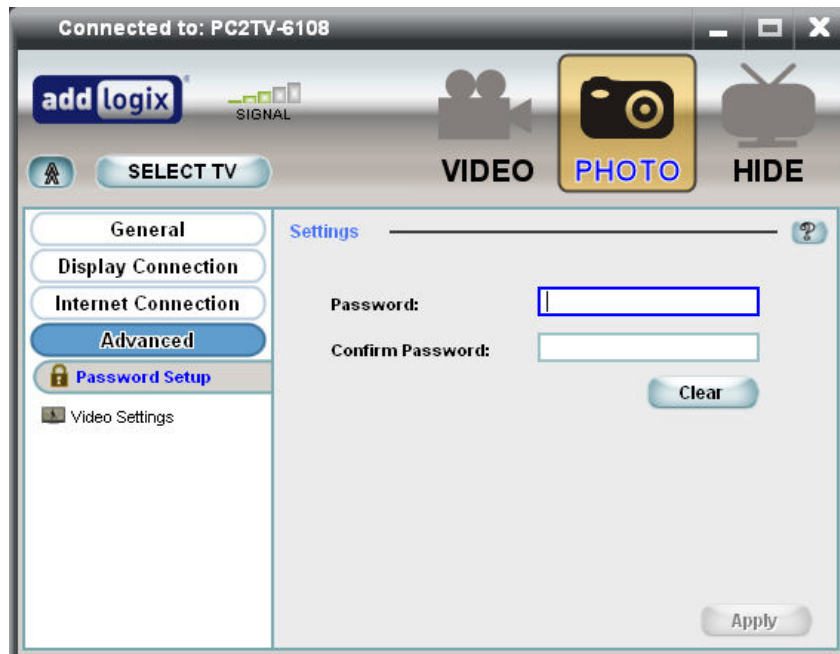 Connected to: PC2TV-6108
add logix
SIGNAL
SELECT TV
VIDEO
PHOTO
HIDE
General
Display Connection
Internet Connection
Advanced
Password Setup
Video Settings
Settings
?
Password:
Confirm Password:
Clear
Apply